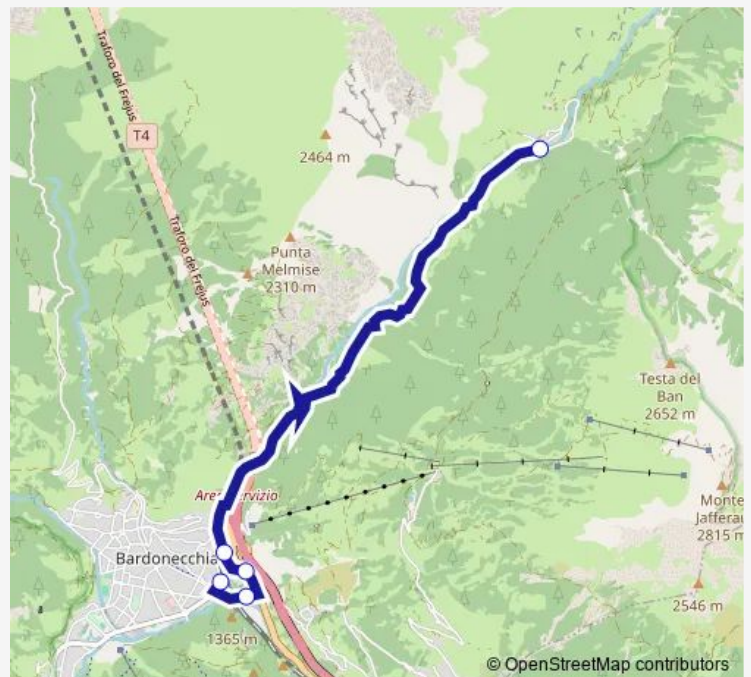 Traforo del Frejus
T4
2464 m
Traforo del Frejus
Punta
Melmise
2310 m
Testa del
Ban
2652 m
Monte
Jafferau
2815 m
Bardonecchia
2546 m
1365 m
© OpenStreetMap contributors